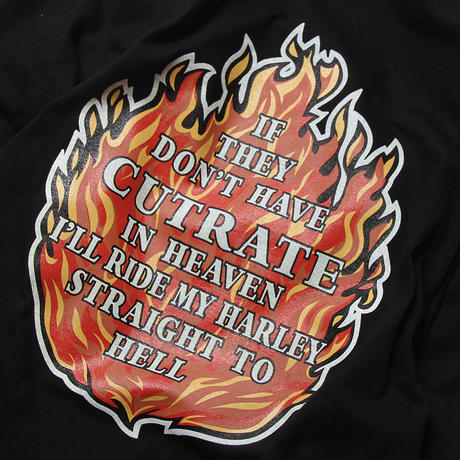 IF
THEY
DON'T HAVE
CUTRATE
IN HEAVEN
I'LL RIDE MY HARLEY
STRAIGHT TO
HELL